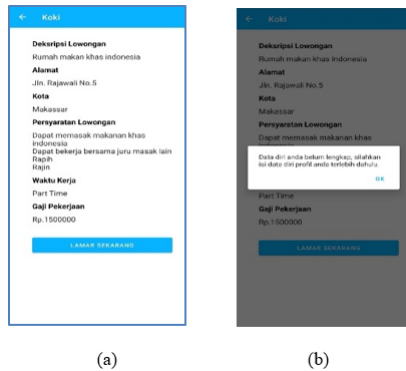 Koki
Deksripsi Lowongan
Rumah makan khas indonesia
Alamat
Jln. Rajawali No.5
Kota
Makassar
Persyaratan Lowongan
Dapat memasak makanan khas
indonesia
Dapat bekerja bersama juru masak lain
Rapih
Rajin
Waktu Kerja
Part Time
Gaji Pekerjaan
Rp.1500000
LAMAR SEKARANG
(a)
Koki
Deksripsi Lowongan
Rumah makan khas indonesia
Alamat
Jln. Rajawali No.5
Kota
Makassar
Persyaratan Lowongan
Dapat memasak makanan khas
Data diri anda belum lengkap, silahkan
isi data diri profil anda terlebih dahulu.
OK
Part Time
Gaji Pekerjaan
Rp.1500000
LAMAR SEKARANG
(b)